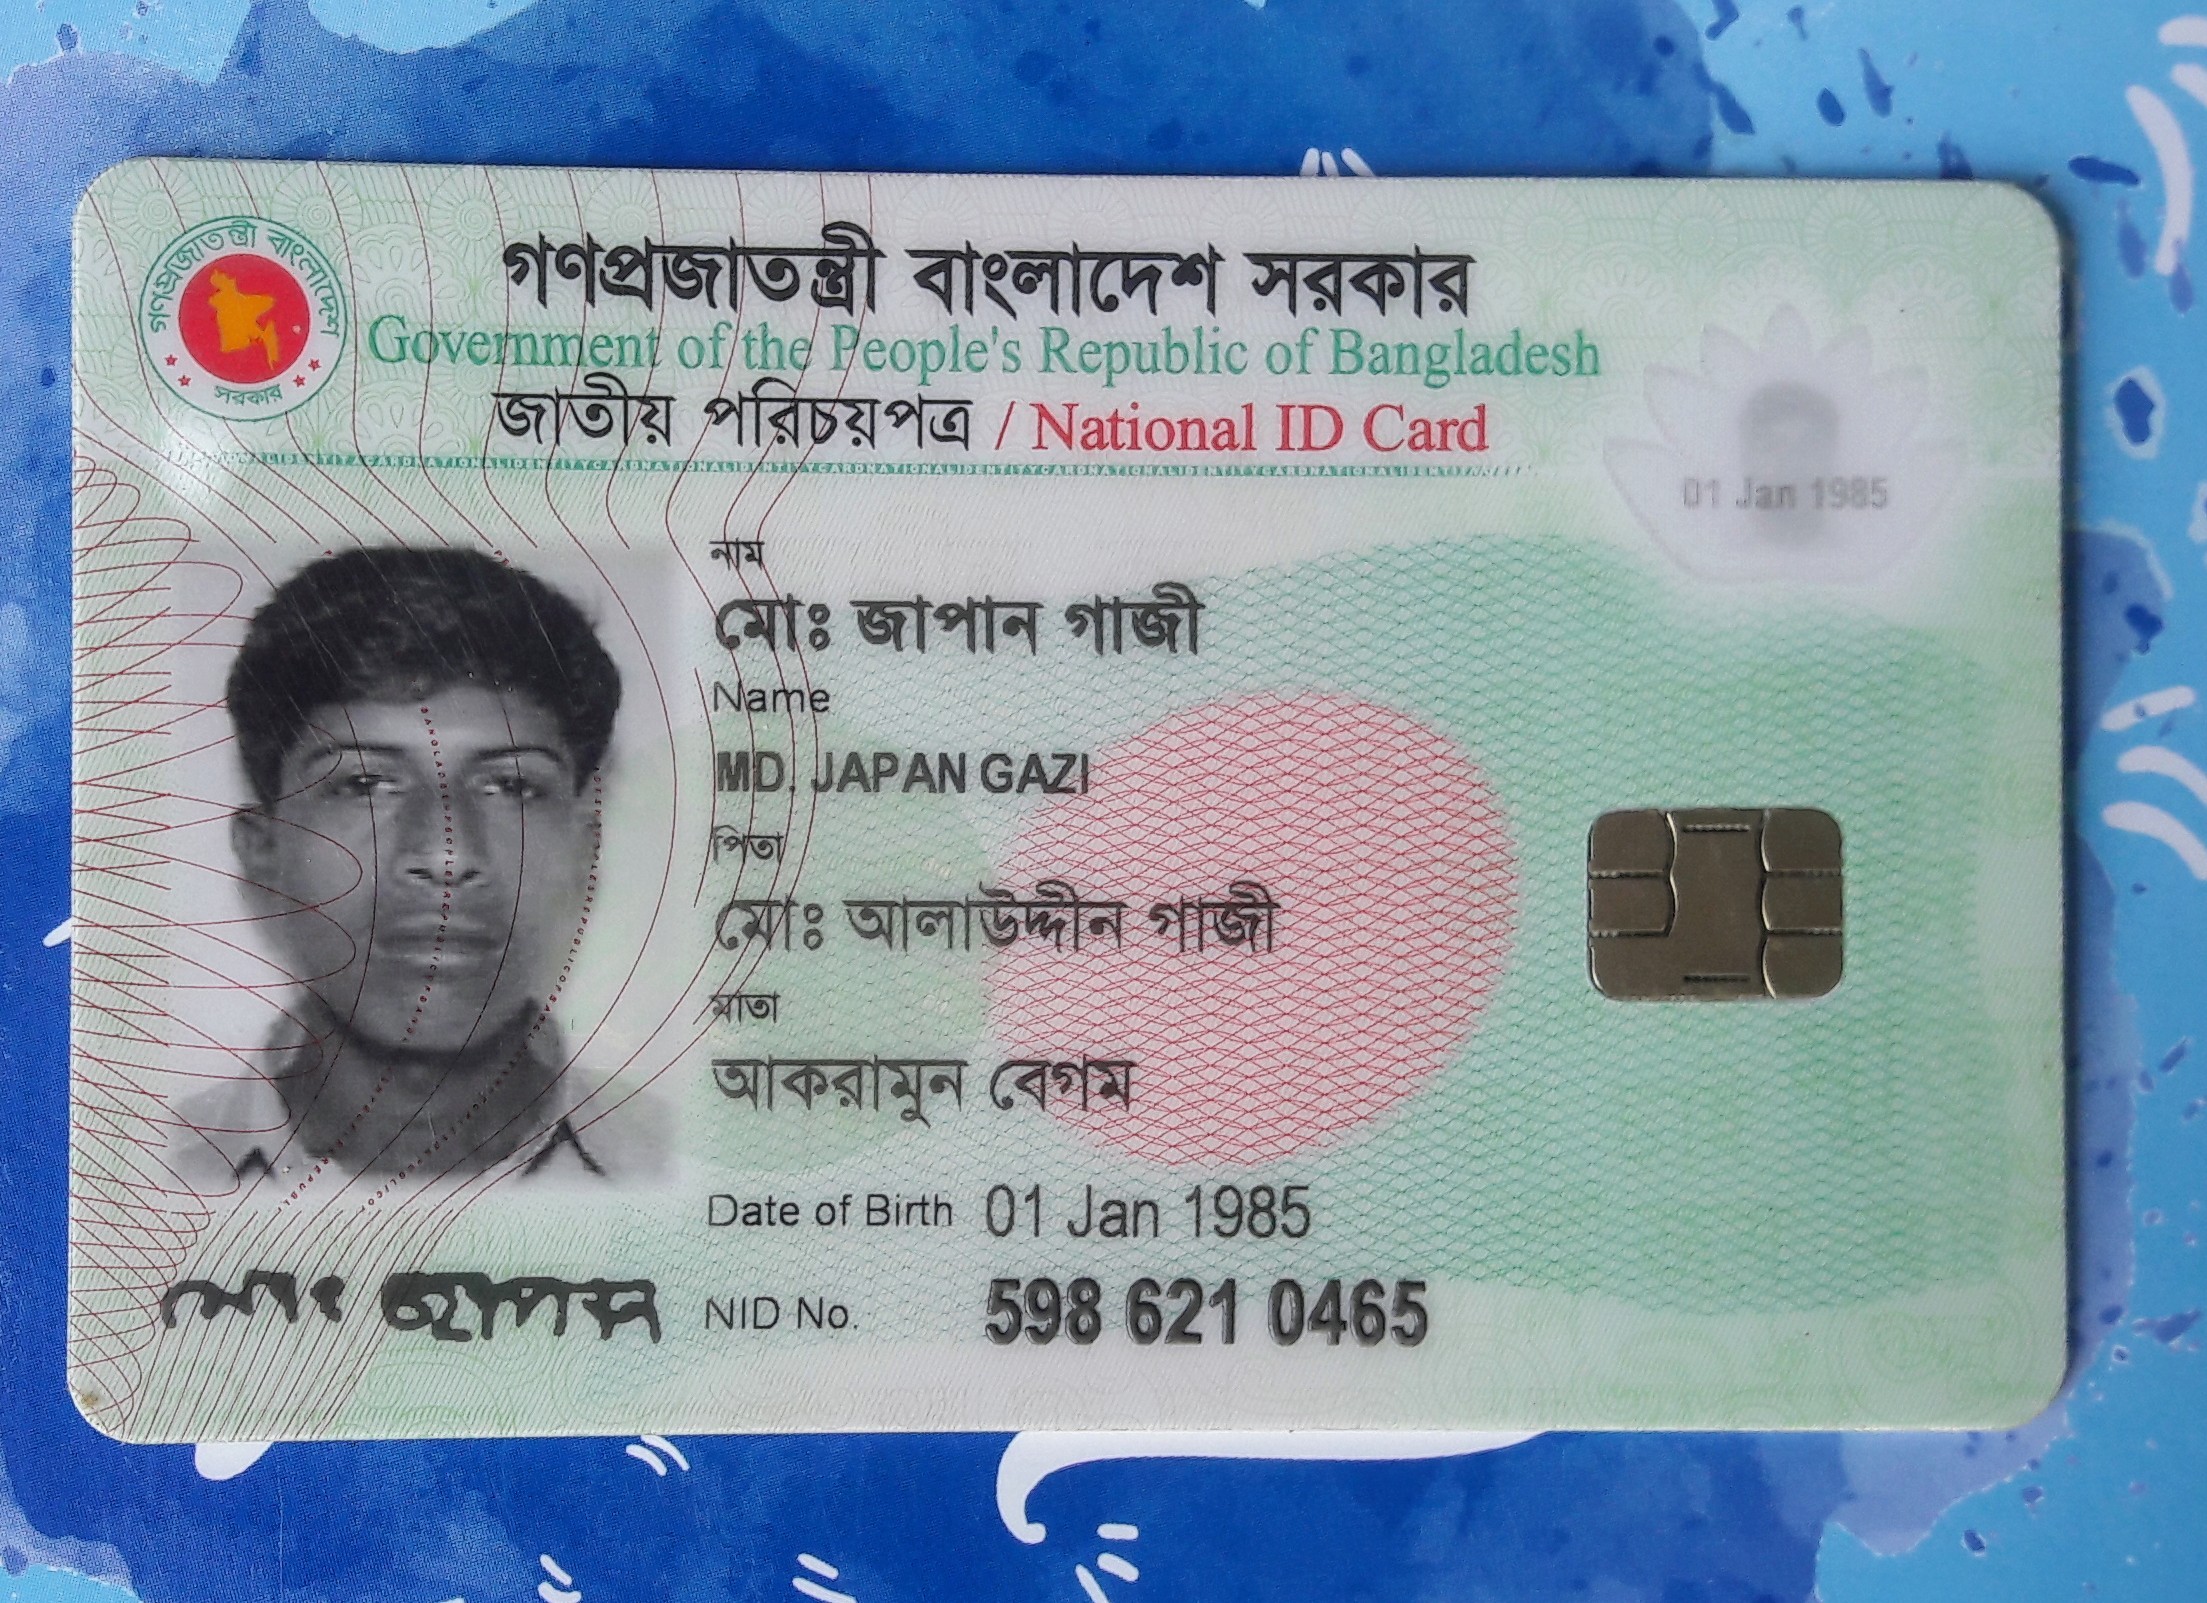 গণপ্রজাতন্ত্রী বাংলাদেশ সরকার
গণপ্রজাতন্ত্রী বাংলাদেশ সরকার
Government of the People's Republic of Bangladesh
জাতীয় পরিচয়পত্র / National ID Card
01 Jan 1985
নাম
মোঃ জাপান গাজী
Name
MD. JAPAN GAZI
পিতা
মোঃ আলাউদ্দীন গাজী
মাতা
আকরামুন বেগম
Date of Birth 01 Jan 1985
মোঃ জাপান
NID No. 598 621 0465